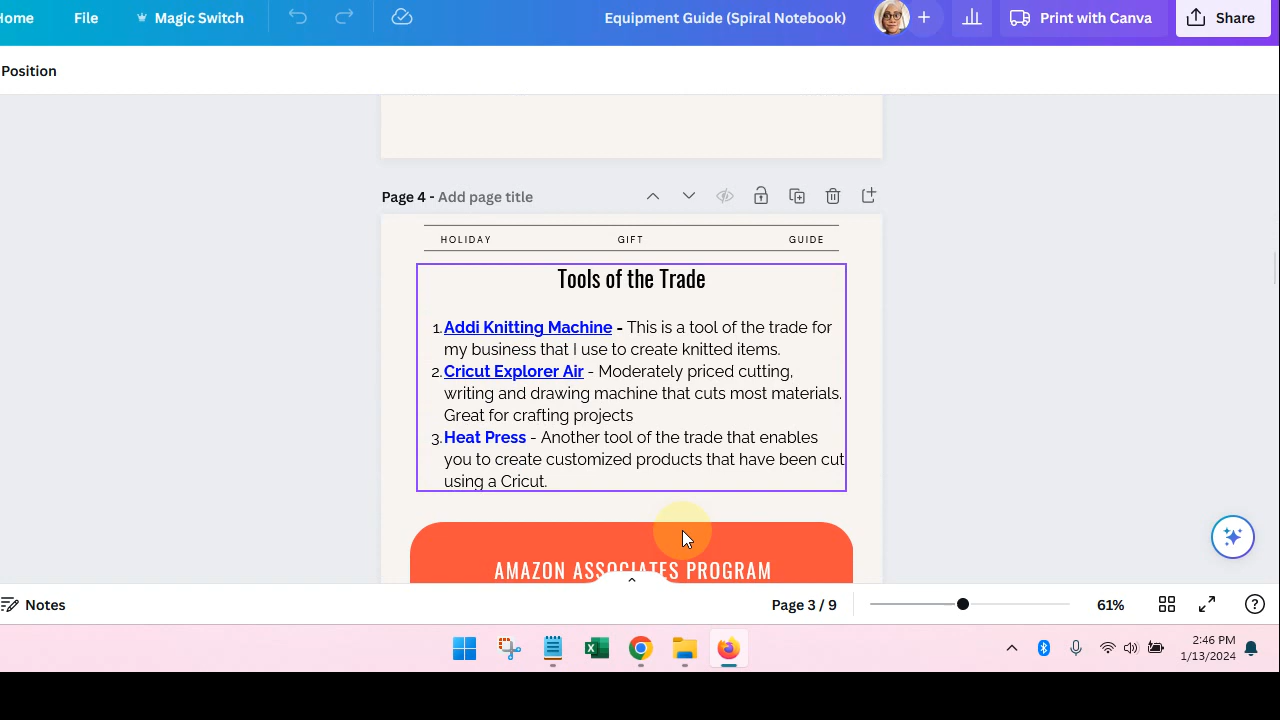 Home File Magic Switch Equipment Guide (Spiral Notebook) + Print with Canva Share
Position
Page 4 - Add page title
HOLIDAY GIFT GUIDE
Tools of the Trade
1. Addi Knitting Machine - This is a tool of the trade for
my business that I use to create knitted items.
2. Cricut Explorer Air - Moderately priced cutting,
writing and drawing machine that cuts most materials.
Great for crafting projects
3. Heat Press - Another tool of the trade that enables
you to create customized products that have been cut
using a Cricut.
AMAZON ASSOCIATES PROGRAM
Notes Page 3 / 9 61%
2:46 PM
1/13/2024